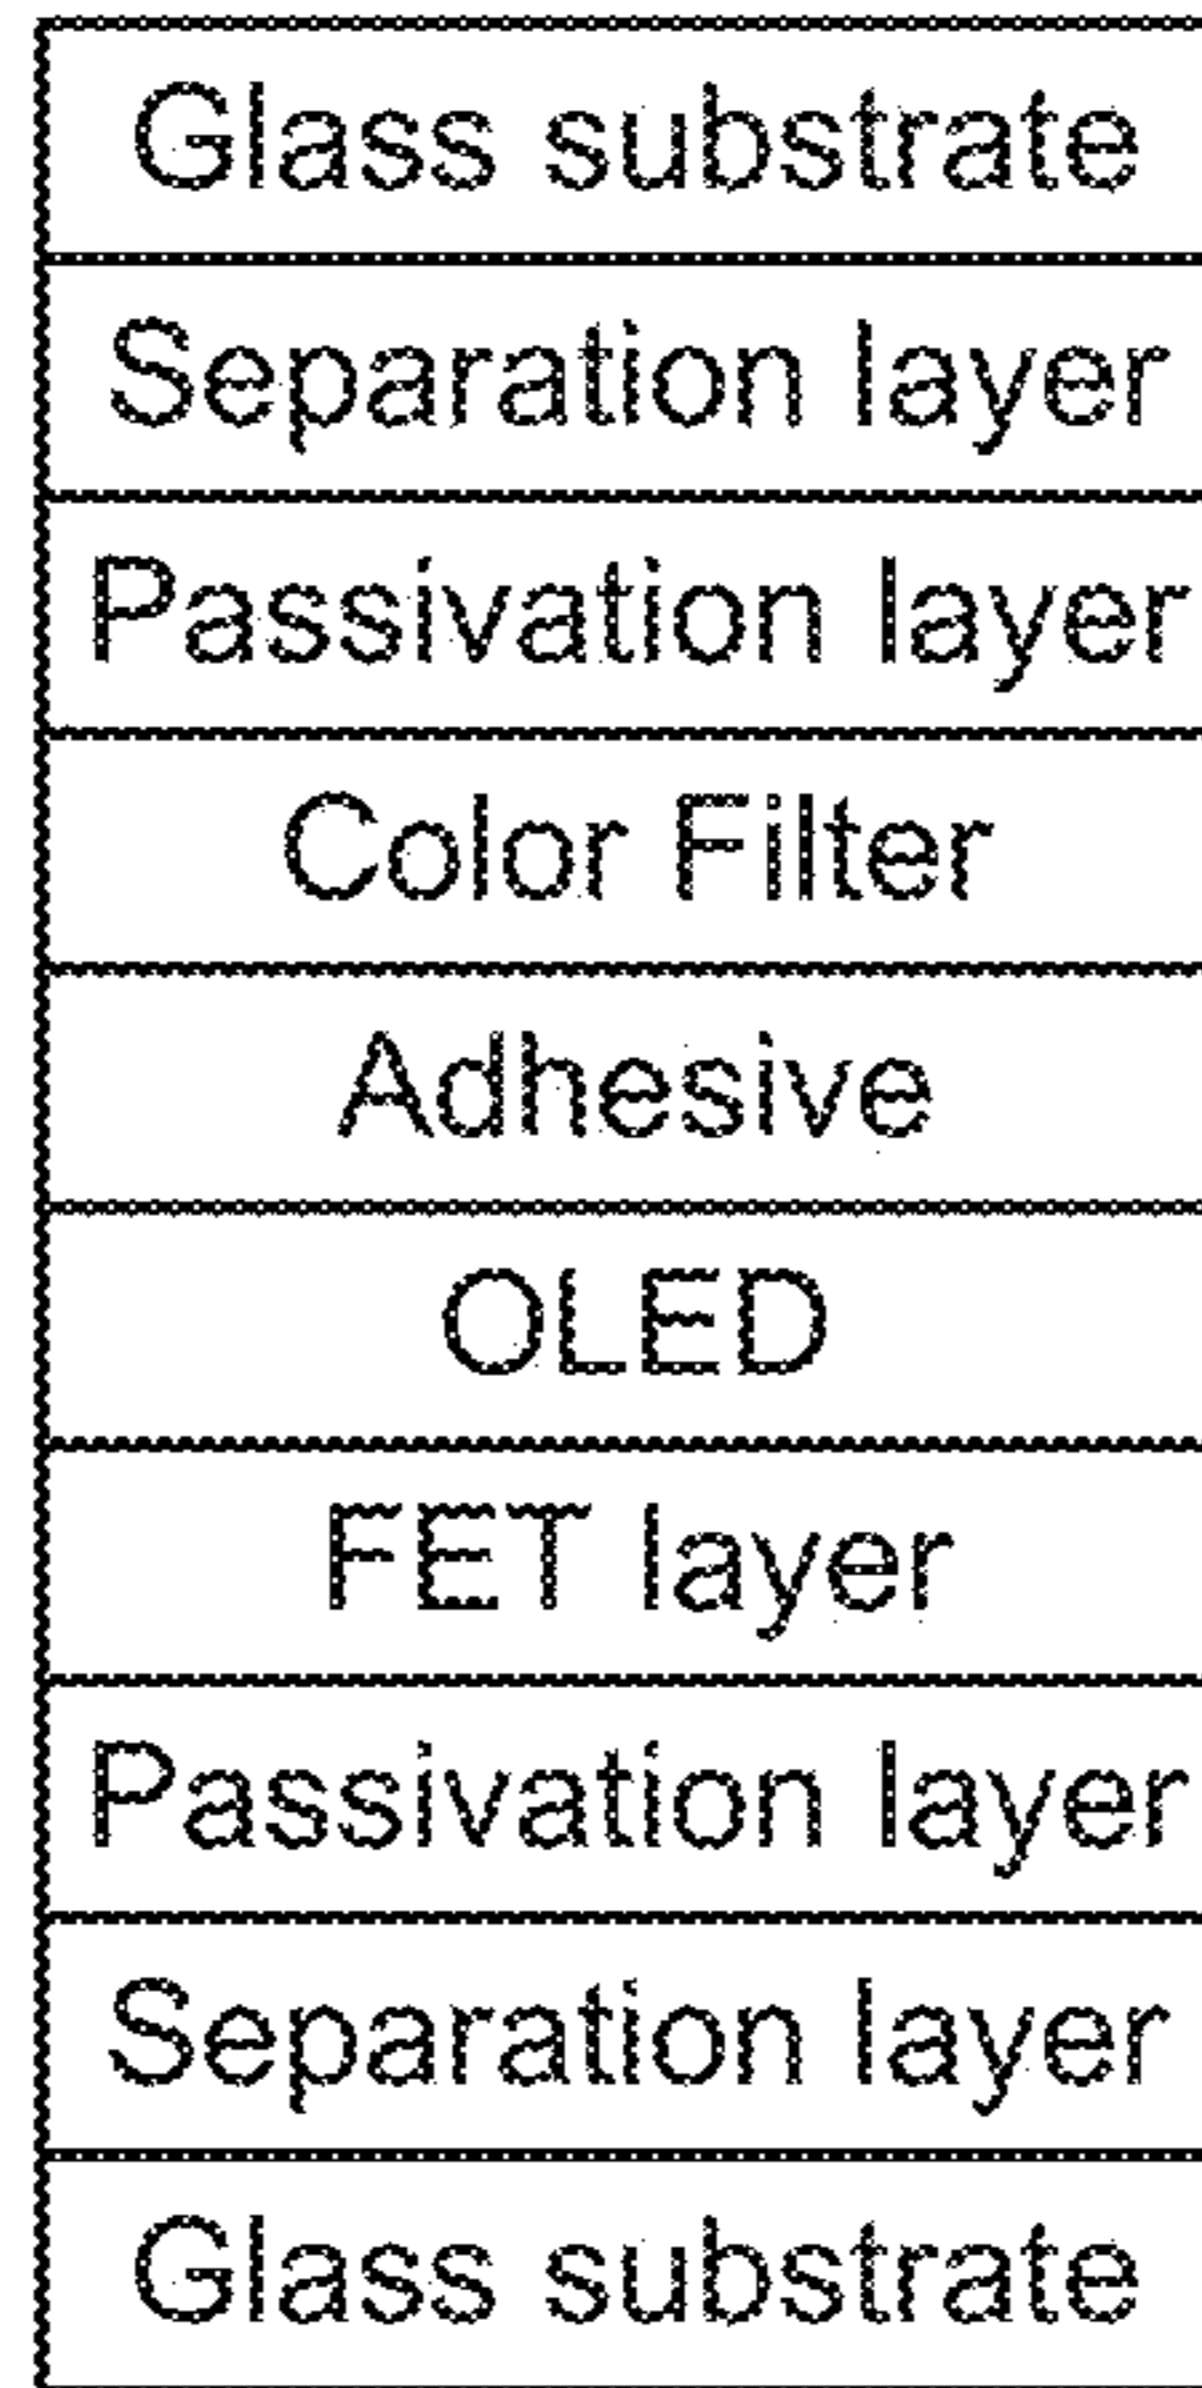 Glass substrate
Separation layer
Passivation layer
Color Filter
Adhesive
OLED
FET layer
Passivation layer
Separation layer
Glass substrate